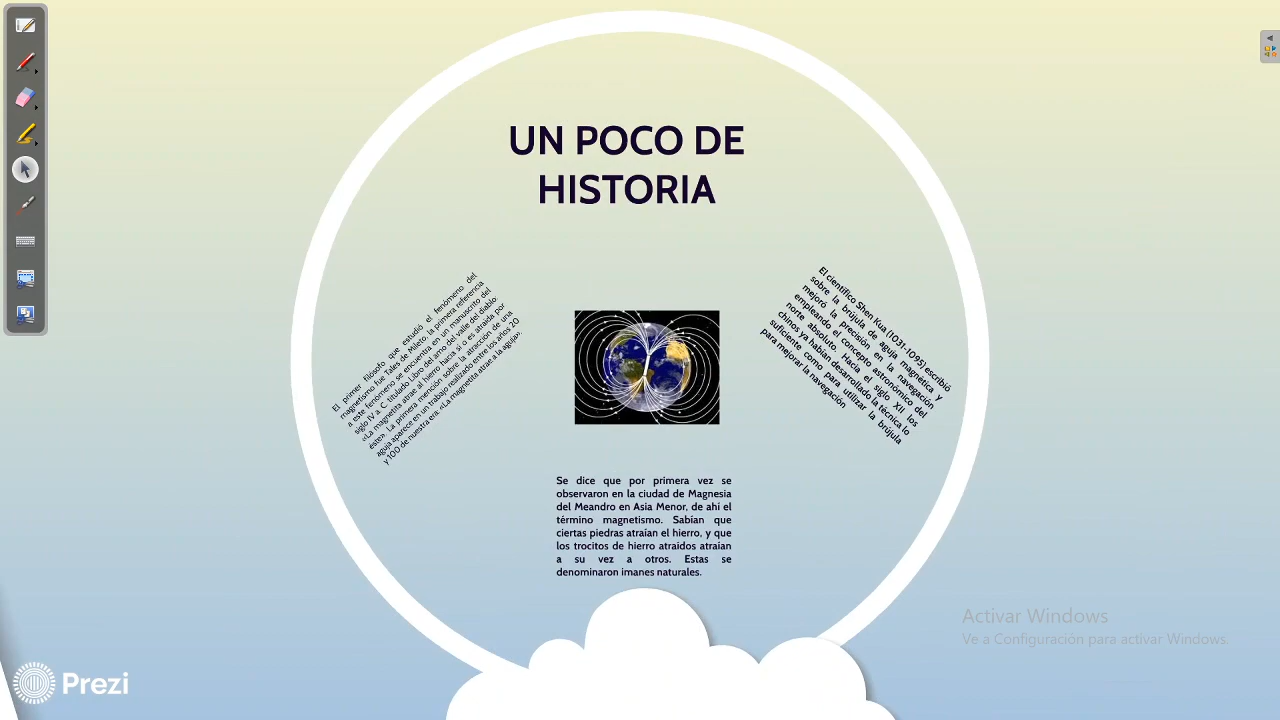 UN POCO DE
HISTORIA
El primer filósofo que estudió el fenómeno del
magnetismo fue Tales de Mileto, la primera referencia
a este fenómeno se encuentra en un manuscrito del
siglo IV a. C. titulado Libro del amo del valle del diablo:
«La magnetita atrae al hierro hacia sí o es atraída por
éste». La primera mención sobre la atracción de una
aguja aparece en un trabajo realizado entre los años 20
y 100 de nuestra era: «La magnetita atrae a la aguja».
El científico Shen Kua (1031-1095) escribió
sobre la brújula de aguja magnética y
mejoró la precisión en la navegación
empleando el concepto astronómico del
norte absoluto. Hacia el siglo XII los
chinos ya habían desarrollado la técnica lo
suficiente como para utilizar la brújula
para mejorar la navegación
Se dice que por primera vez se
observaron en la ciudad de Magnesia
del Meandro en Asia Menor, de ahí el
término magnetismo. Sabían que
ciertas piedras atraían el hierro, y que
los trocitos de hierro atraidos atraían
a su vez a otros. Estas se
denominaron imanes naturales.
Activar Windows
Ve a Configuración para activar Windows.
Prezi